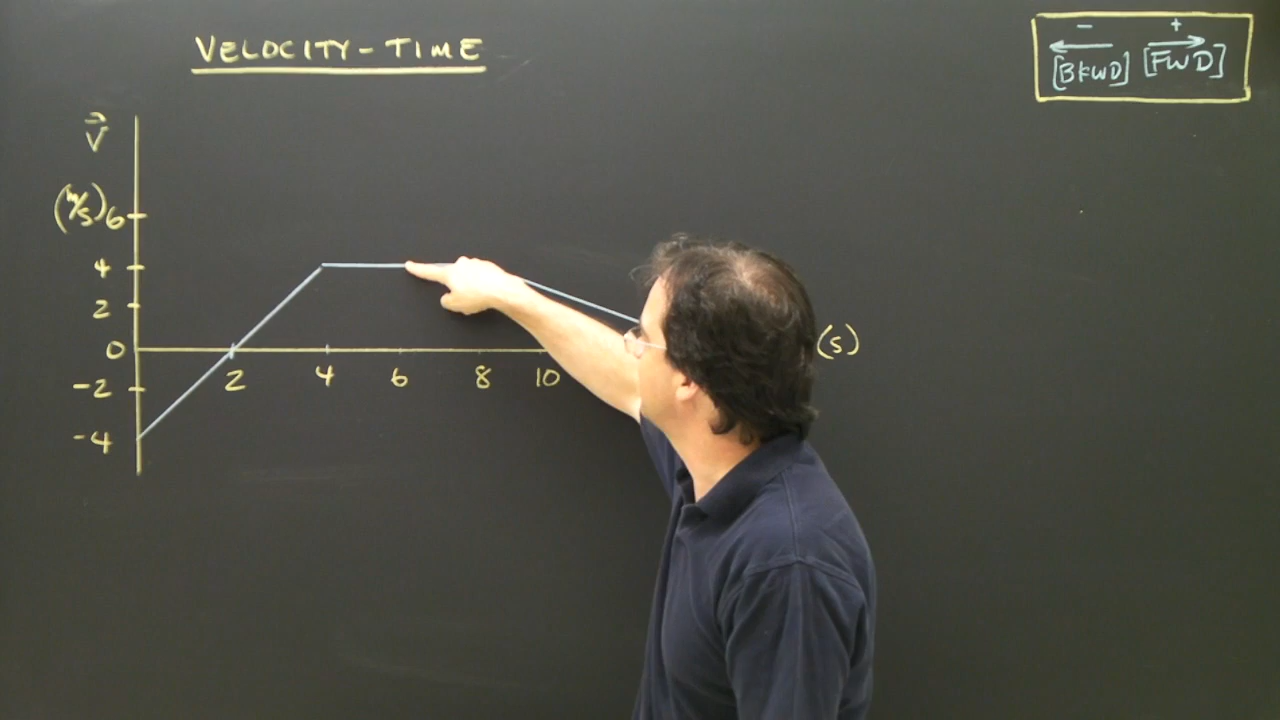 VELOCITY-TIME
- +
[BKWD] [FWD]
V
(m/s) 6
4
2
0
-2
-4
2 4 6 8 10
(s)